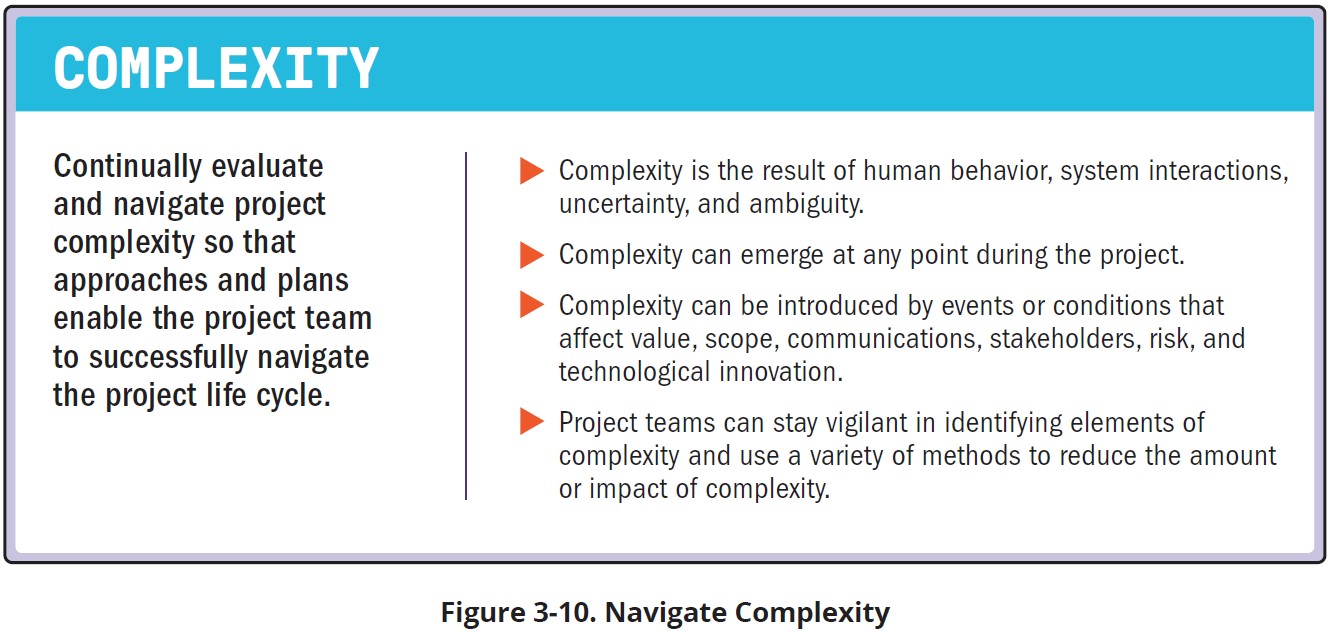 COMPLEXITY
Continually evaluate
and navigate project
complexity so that
approaches and plans
enable the project team
to successfully navigate
the project life cycle.
Complexity is the result of human behavior, system interactions,
uncertainty, and ambiguity.
Complexity can emerge at any point during the project.
Complexity can be introduced by events or conditions that
affect value, scope, communications, stakeholders, risk, and
technological innovation.
Project teams can stay vigilant in identifying elements of
complexity and use a variety of methods to reduce the amount
or impact of complexity.
Figure 3-10. Navigate Complexity